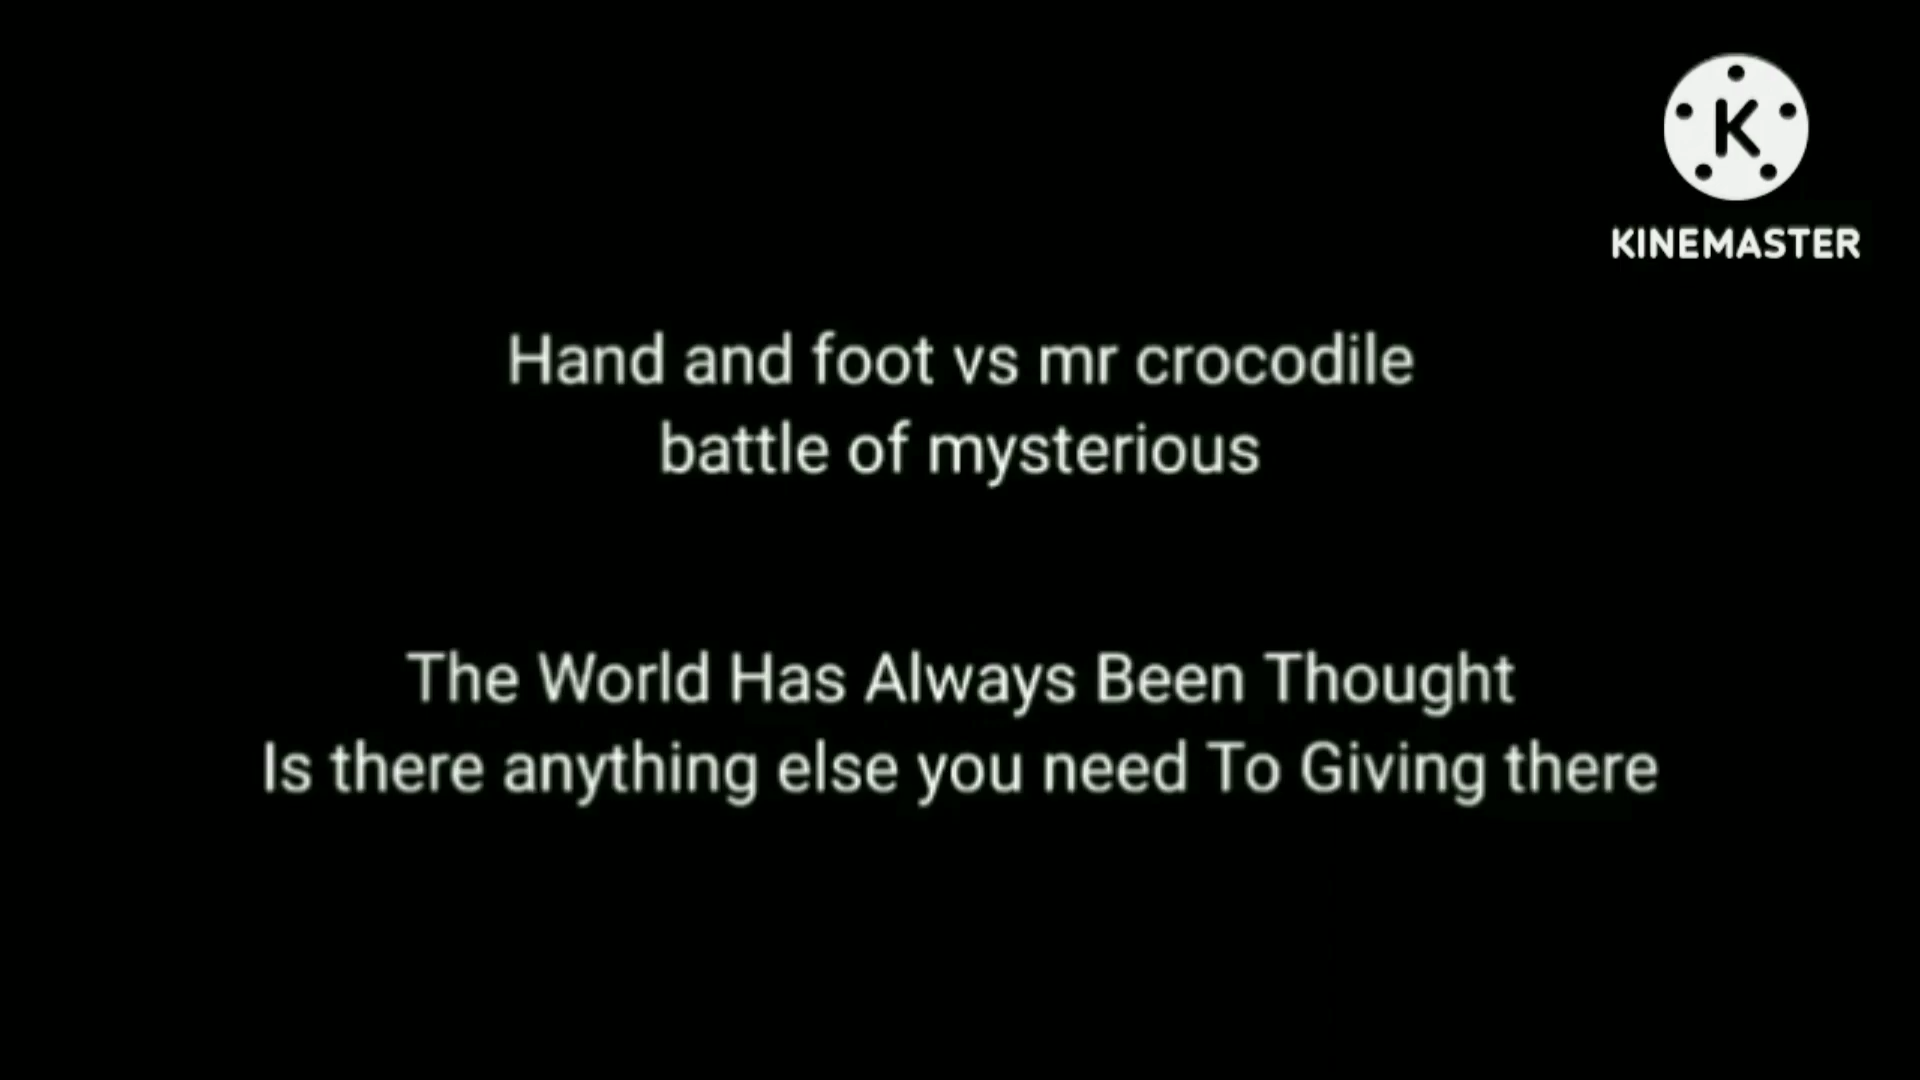 K
KINEMASTER
Hand and foot vs mr crocodile
battle of mysterious
The World Has Always Been Thought
Is there anything else you need To Giving there